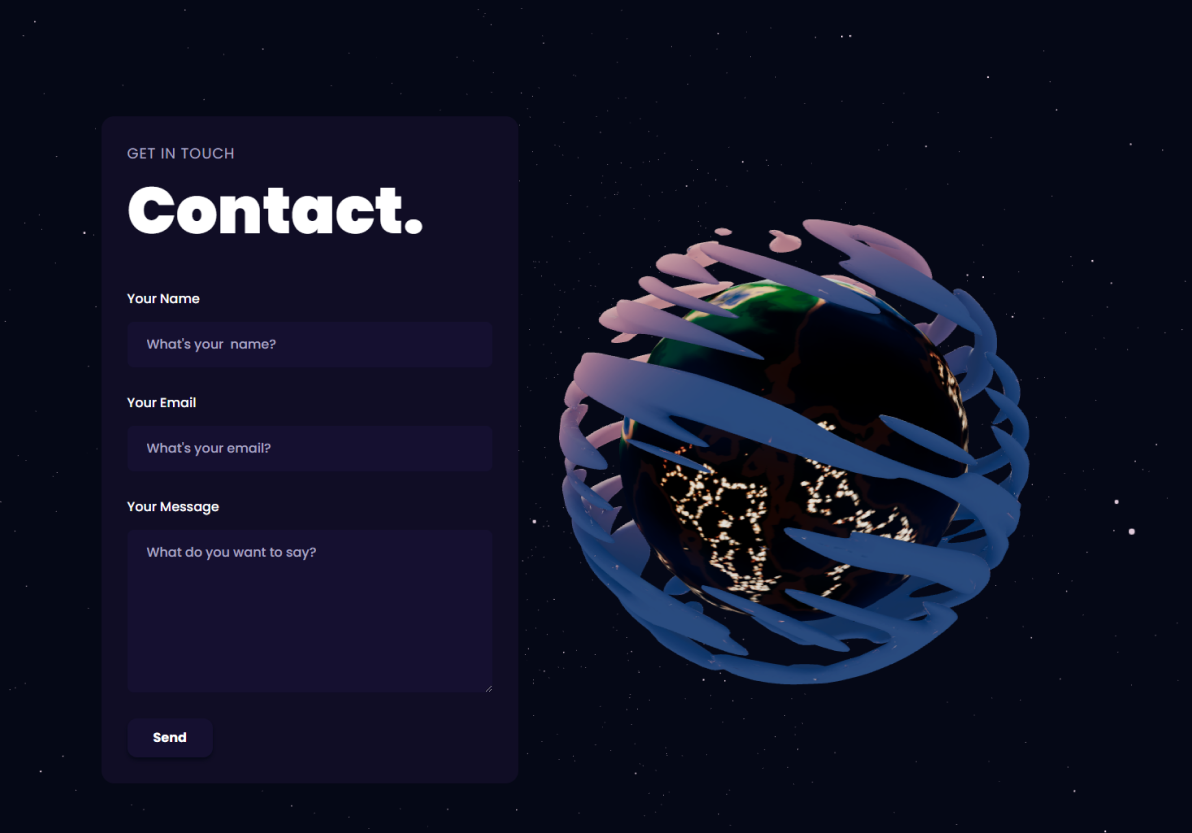 GET IN TOUCH
Contact.
Your Name
What's your  name?
Your Email
What's your email?
Your Message
What do you want to say?
Send